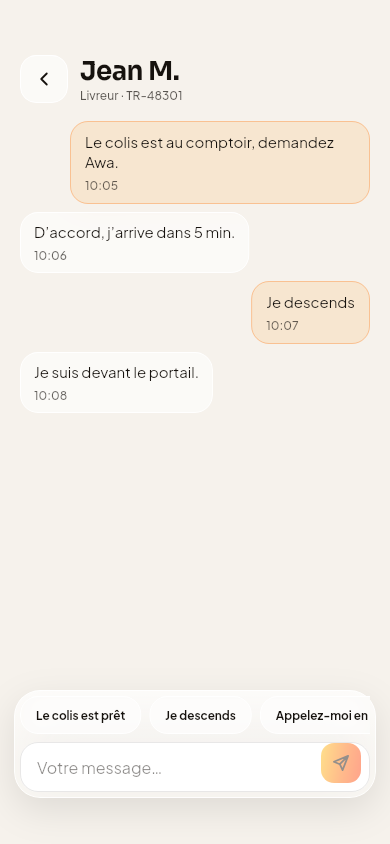 Jean M.
Livreur · TR-48301
Le colis est au comptoir, demandez
Awa.
10:05
D’accord, j’arrive dans 5 min.
10:06
Je descends
10:07
Je suis devant le portail.
10:08
Le colis est prêt
Je descends
Appelez-moi en
Votre message…